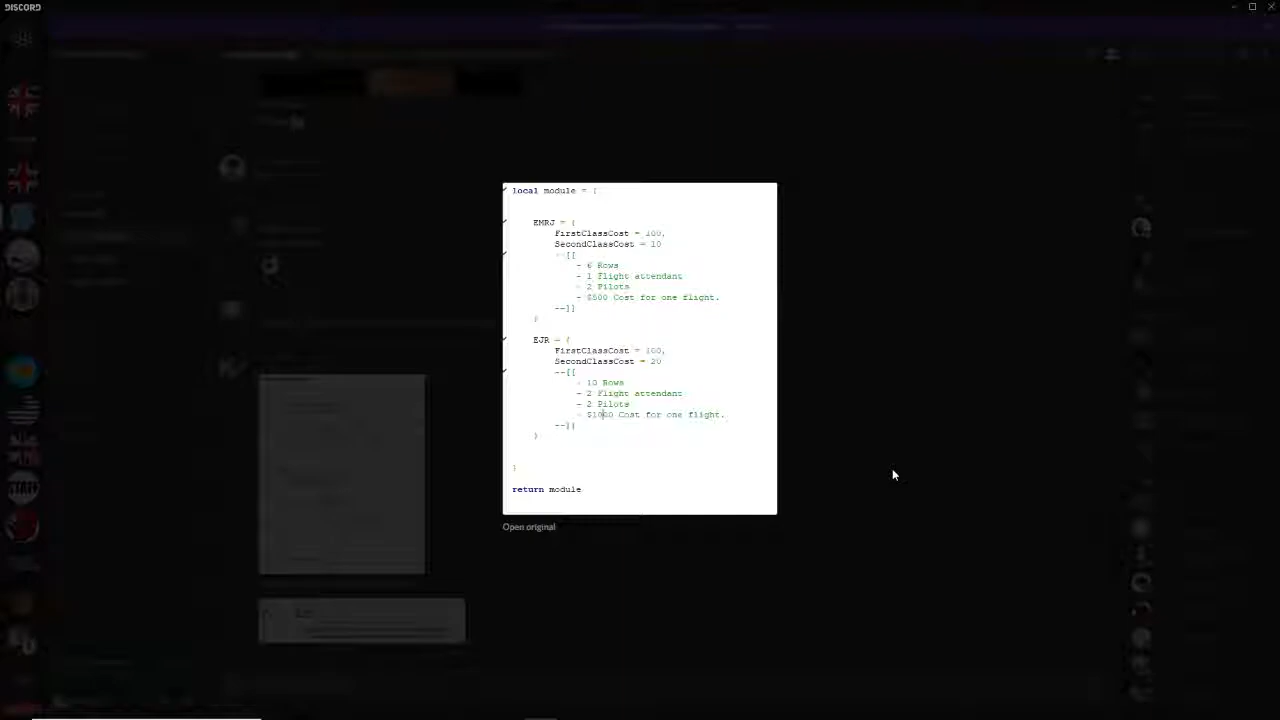 DISCORD
local module = {
EMRJ = {
FirstClassCost = 100,
SecondClassCost = 10
--[[
- 6 Rows
- 1 Flight attendant
- 2 Pilots
- $500 Cost for one flight.
--]]
}
EJR = {
FirstClassCost = 100,
SecondClassCost = 20
--[[
- 10 Rows
- 2 Flight attendant
- 2 Pilots
- $1000 Cost for one flight.
--]]
}
}
return module
Open original
STAFF